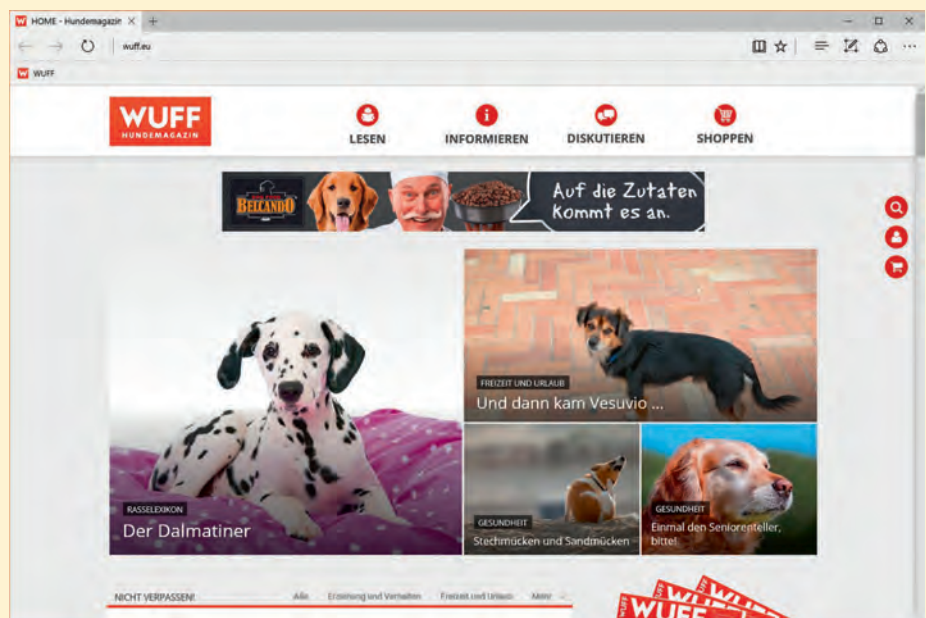 HOME - Hundemagazin
wuff.eu
WUFF
WUFF
HUNDEMAGAZIN
LESEN
INFORMIEREN
DISKUTIEREN
SHOPPEN
BELCANDO
Auf die Zutaten
kommt es an.
RASSELEXIKON
Der Dalmatiner
FREIZEIT UND URLAUB
Und dann kam Vesuvio ...
GESUNDHEIT
Stechmücken und Sandmücken
GESUNDHEIT
Einmal den Seniorenteller,
bitte!
NICHT VERPASSEN!
Alle
Erziehung und Verhalten
Freizeit und Urlaub
Mehr
WUFF
WUFF
WUFF